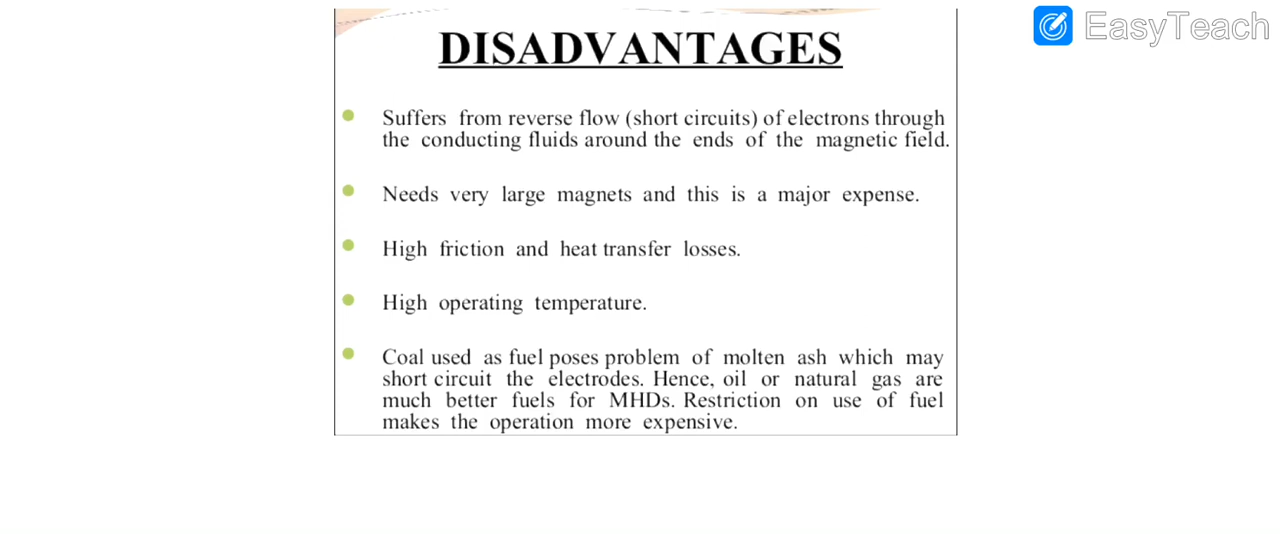 EasyTeach
DISADVANTAGES
Suffers from reverse flow (short circuits) of electrons through
the conducting fluids around the ends of the magnetic field.
Needs very large magnets and this is a major expense.
High friction and heat transfer losses.
High operating temperature.
Coal used as fuel poses problem of molten ash which may
short circuit the electrodes. Hence, oil or natural gas are
much better fuels for MHDs. Restriction on use of fuel
makes the operation more expensive.